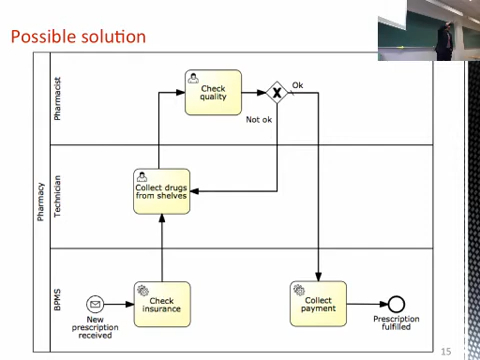 Possible solution
Pharmacy
Pharmacist
Check
quality
Ok
Not ok
Technician
Collect drugs
from shelves
BPMS
New
prescription
received
Check
insurance
Collect
payment
Prescription
fulfilled
15